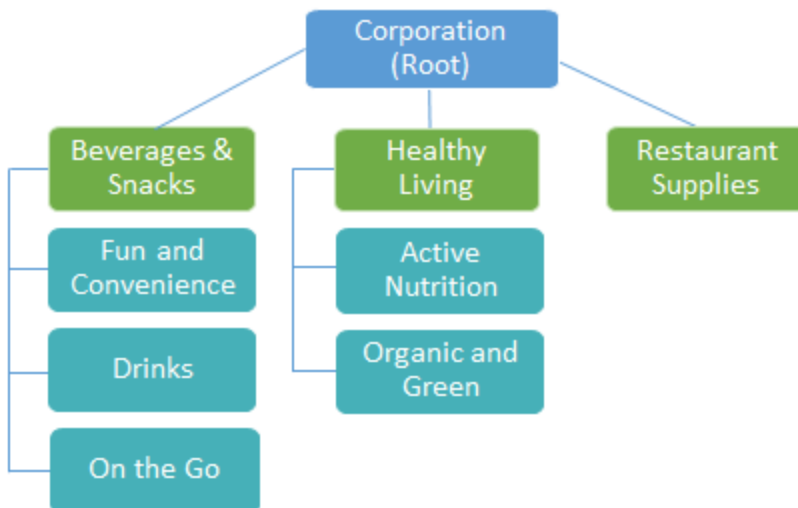 Corporation
(Root)
Beverages &
Snacks
Fun and
Convenience
Drinks
On the Go
Healthy
Living
Active
Nutrition
Organic and
Green
Restaurant
Supplies